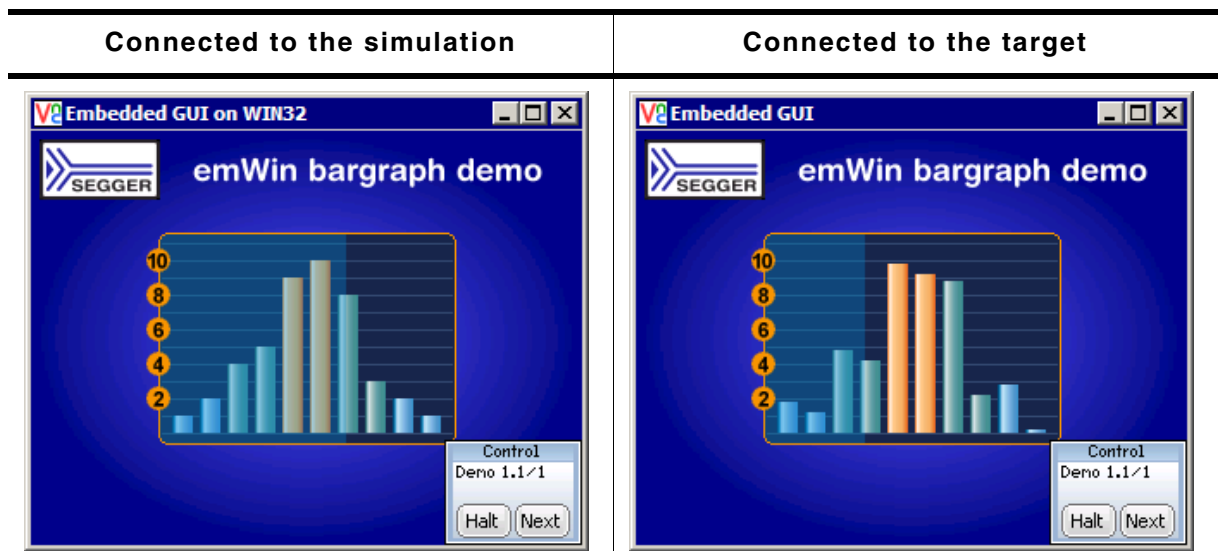 Connected to the simulation
Connected to the target
Embedded GUI on WIN32
SEGGER
emWin bargraph demo
10
8
6
4
2
Control
Demo 1.1/1
Halt Next
Embedded GUI
SEGGER
emWin bargraph demo
10
8
6
4
2
Control
Demo 1.1/1
Halt Next